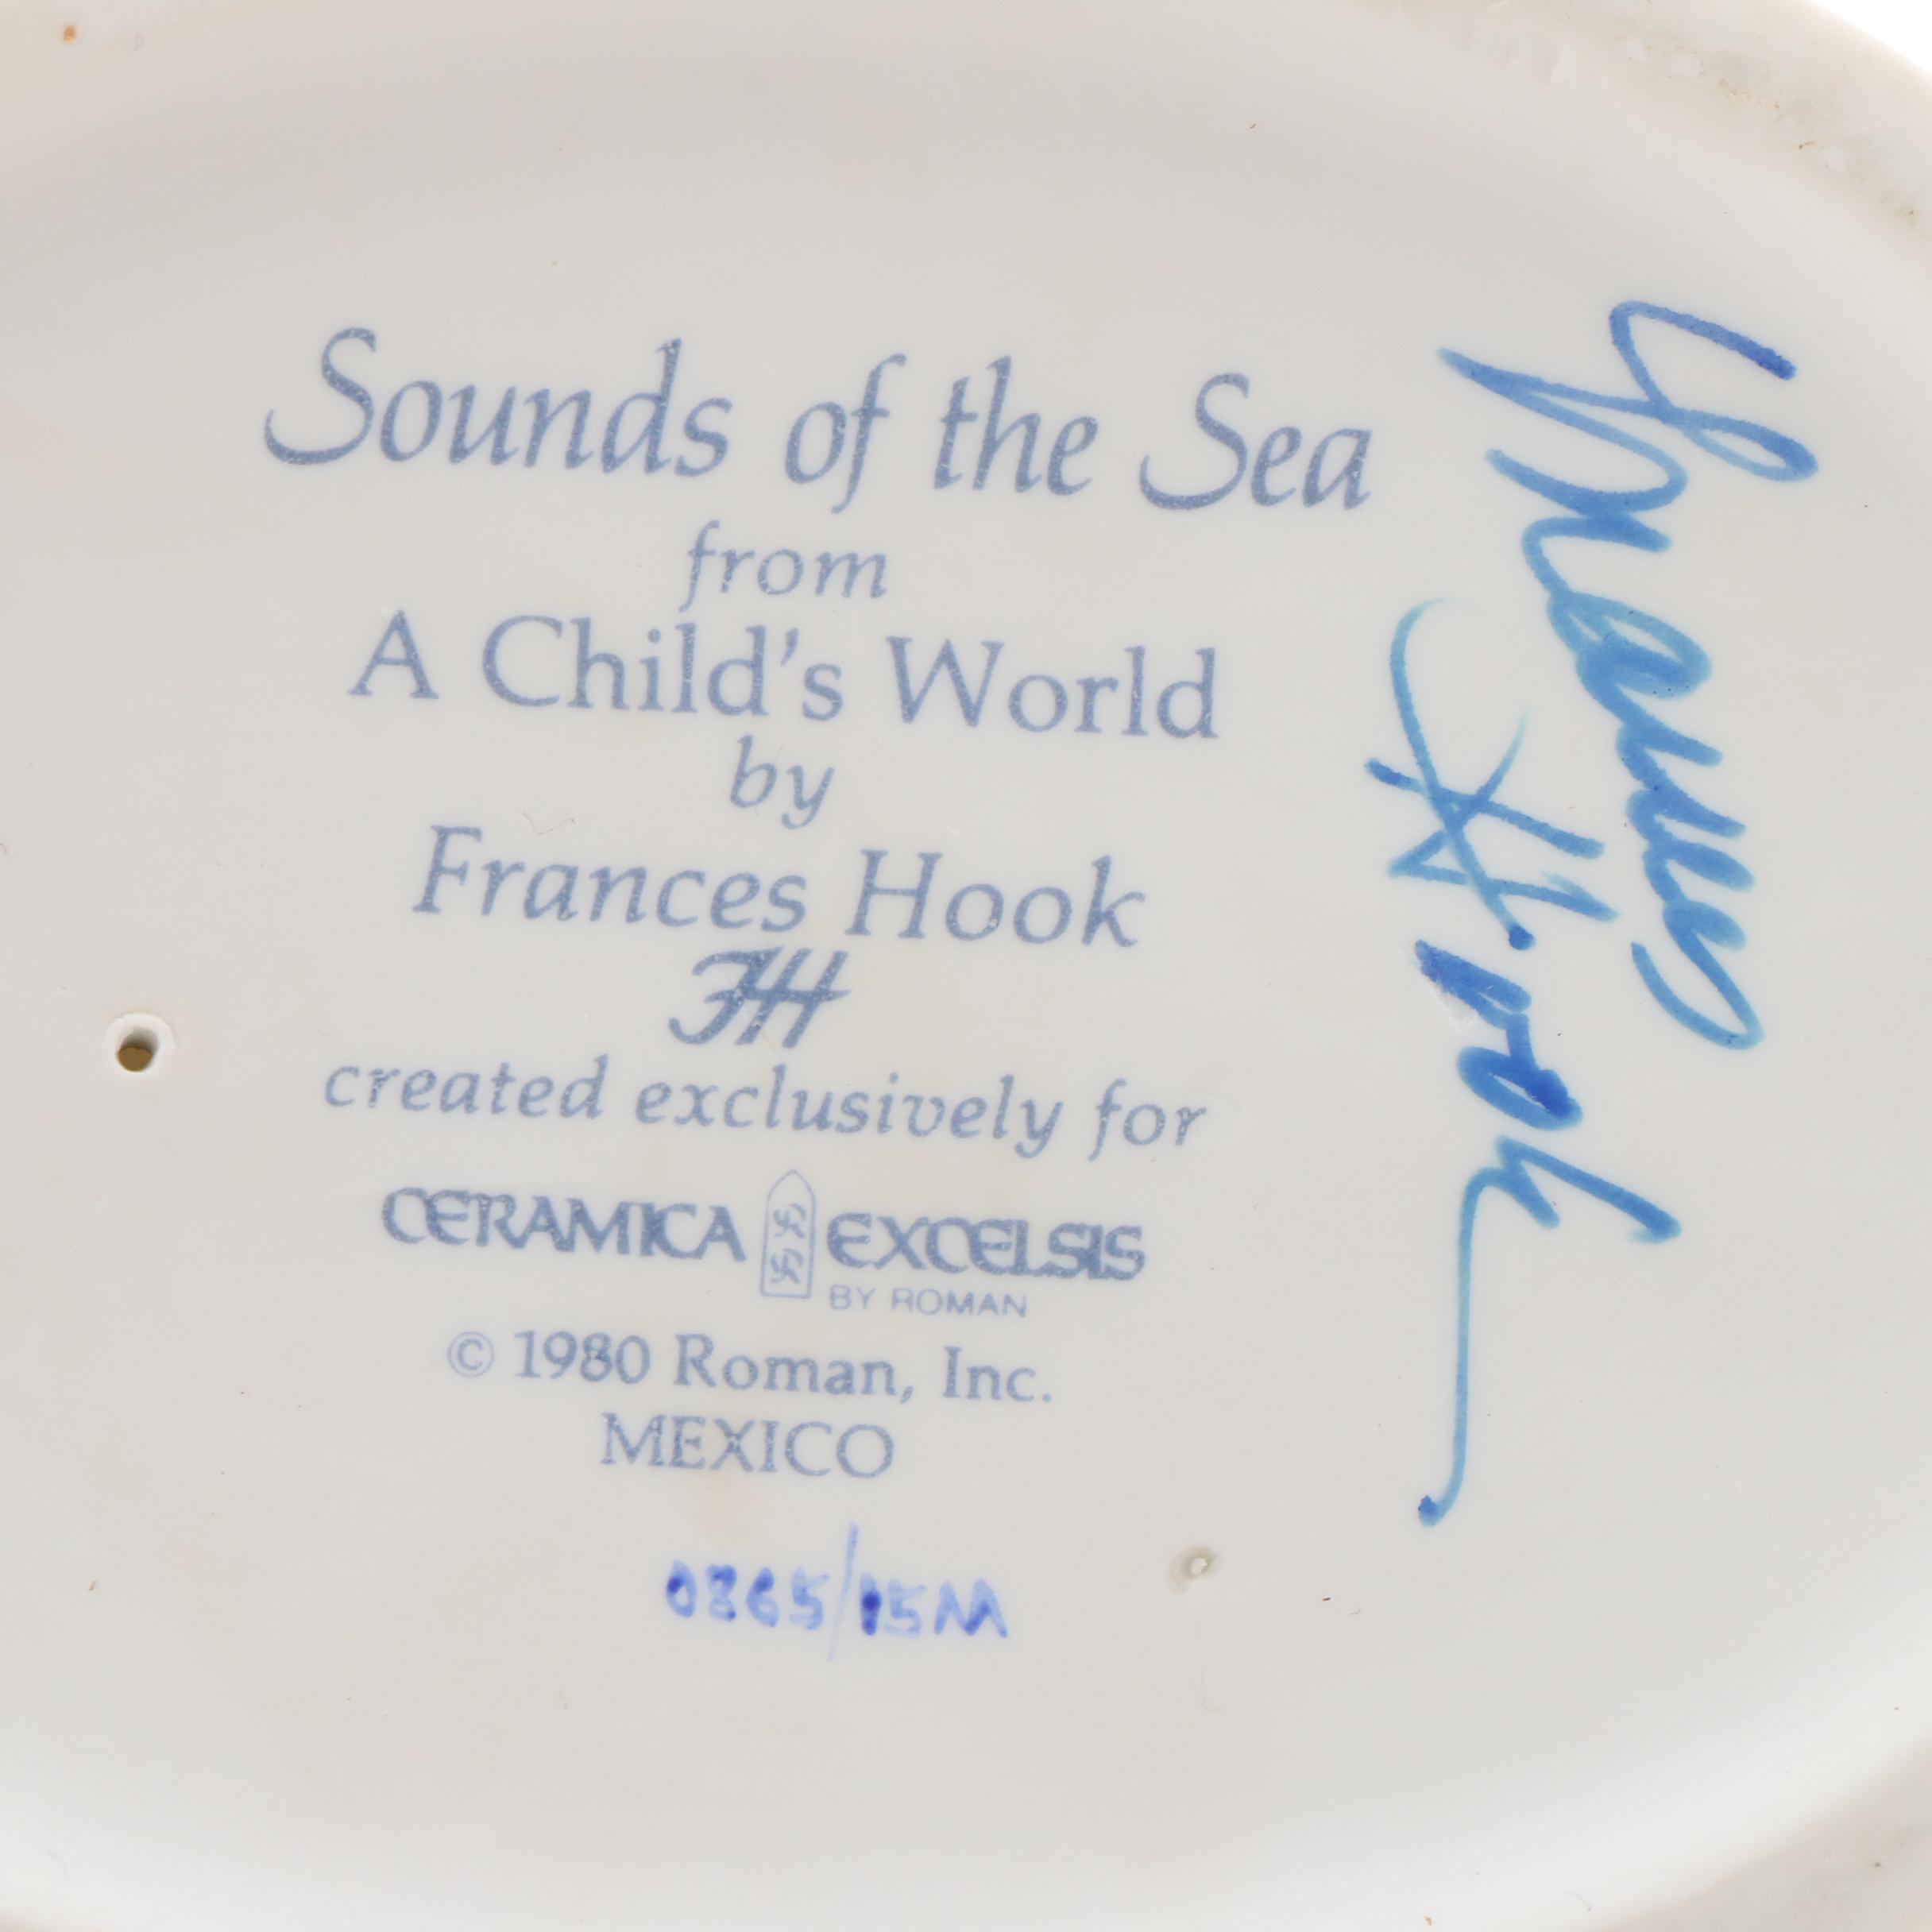 Sounds of the Sea
from
A Child's World
by
Frances Hook
FH
created exclusively for
CERAMICA EXCELSIS
BY ROMAN
© 1980 Roman, Inc.
MEXICO
0865/15M
Frances
Hook